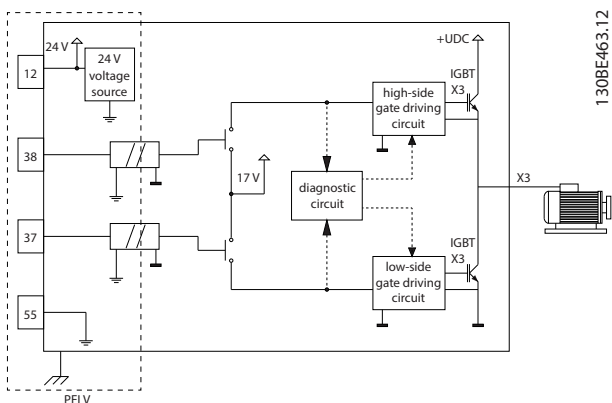 130BE463.12
+UDC
24 V
12
24 V
voltage
source
IGBT
X3
high-side
gate driving
circuit
38
17 V
diagnostic
circuit
X3
37
IGBT
X3
low-side
gate driving
circuit
55
PELV